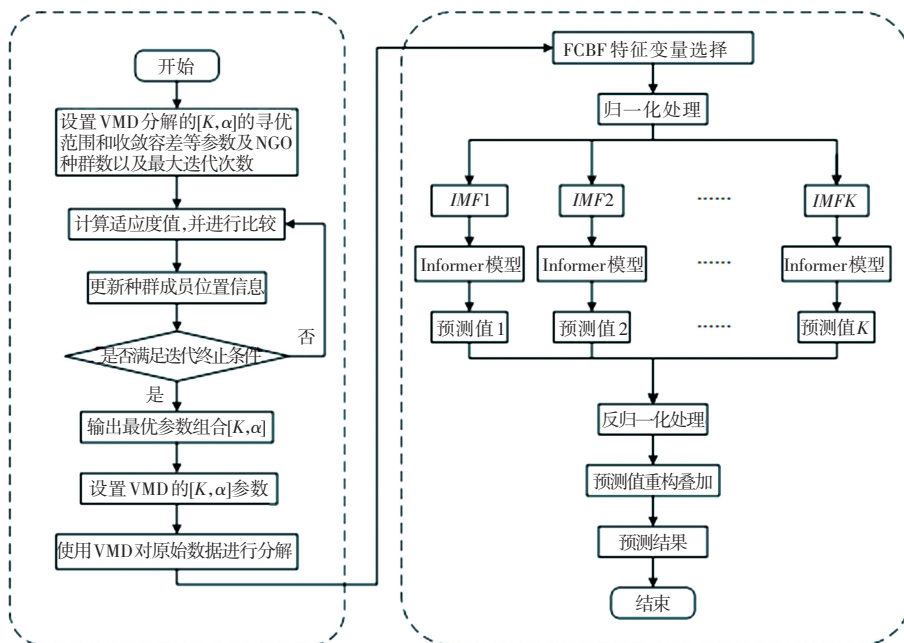 开始
设置VMD分解的[K,α]的寻优
范围和收敛容差等参数及NGO
种群数以及最大迭代次数
计算适应度值,并进行比较
更新种群成员位置信息
是否满足迭代终止条件
否
是
输出最优参数组合[K,α]
设置VMD的[K,α]参数
使用VMD对原始数据进行分解
FCBF特征变量选择
归一化处理
IMF1 IMF2 …… IMFK
Informer模型 Informer模型 …… Informer模型
预测值1 预测值2 …… 预测值K
反归一化处理
预测值重构叠加
预测结果
结束